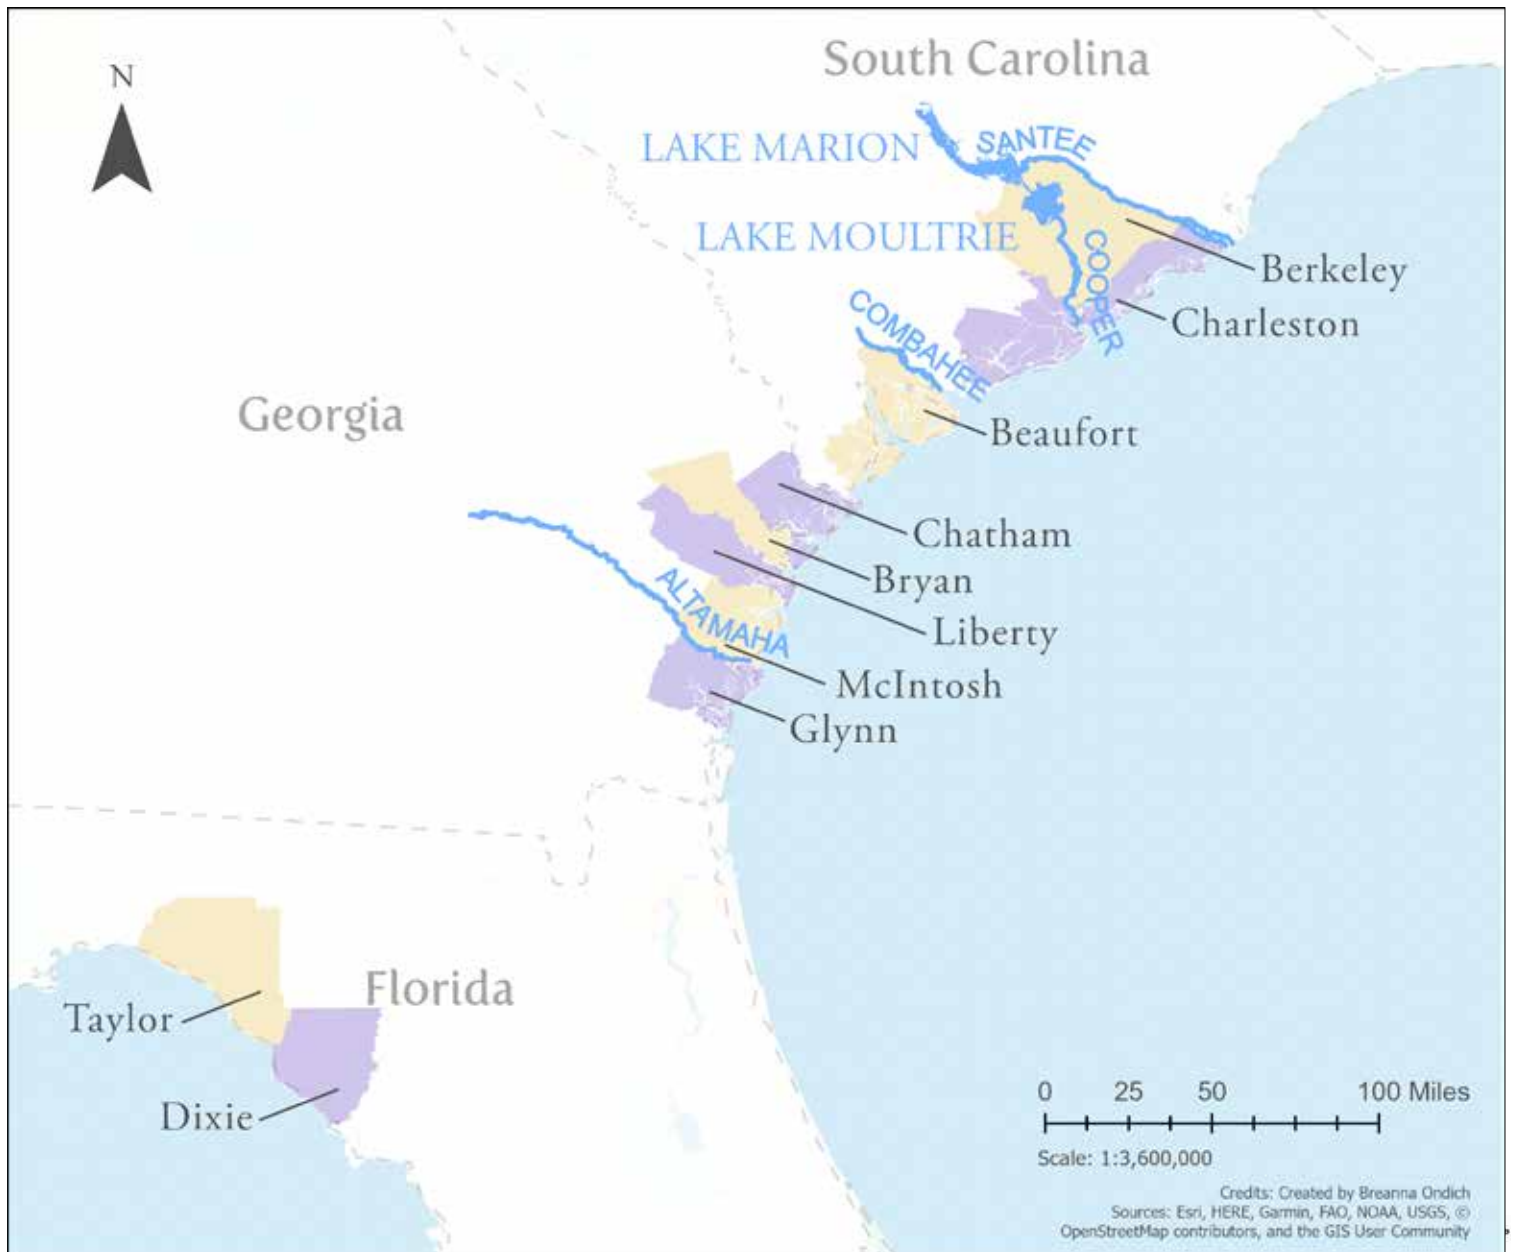 N
South Carolina
LAKE MARION
SANTEE
LAKE MOULTRIE
COOPER
Berkeley
Charleston
COMBAHEE
Georgia
Beaufort
Chatham
Bryan
ALTAMAHA
Liberty
McIntosh
Glynn
Florida
Taylor
Dixie
0 25 50 100 Miles
Scale: 1:3,600,000
Credits: Created by Breanna Ondich
Sources: Esri, HERE, Garmin, FAO, NOAA, USGS, ©
OpenStreetMap contributors, and the GIS User Community